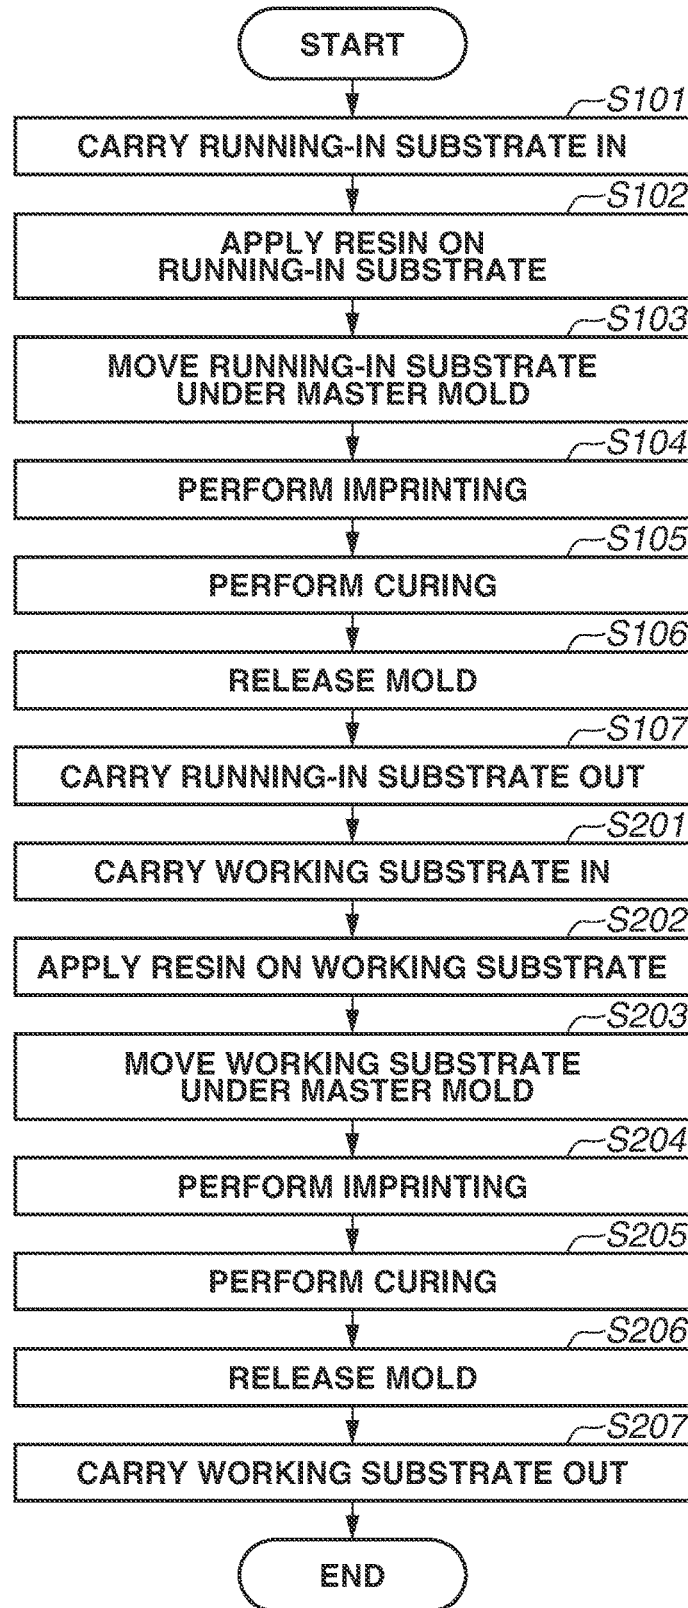 START
S101
CARRY RUNNING-IN SUBSTRATE IN
S102
APPLY RESIN ON
RUNNING-IN SUBSTRATE
S103
MOVE RUNNING-IN SUBSTRATE
UNDER MASTER MOLD
S104
PERFORM IMPRINTING
S105
PERFORM CURING
S106
RELEASE MOLD
S107
CARRY RUNNING-IN SUBSTRATE OUT
S201
CARRY WORKING SUBSTRATE IN
S202
APPLY RESIN ON WORKING SUBSTRATE
S203
MOVE WORKING SUBSTRATE
UNDER MASTER MOLD
S204
PERFORM IMPRINTING
S205
PERFORM CURING
S206
RELEASE MOLD
S207
CARRY WORKING SUBSTRATE OUT
END